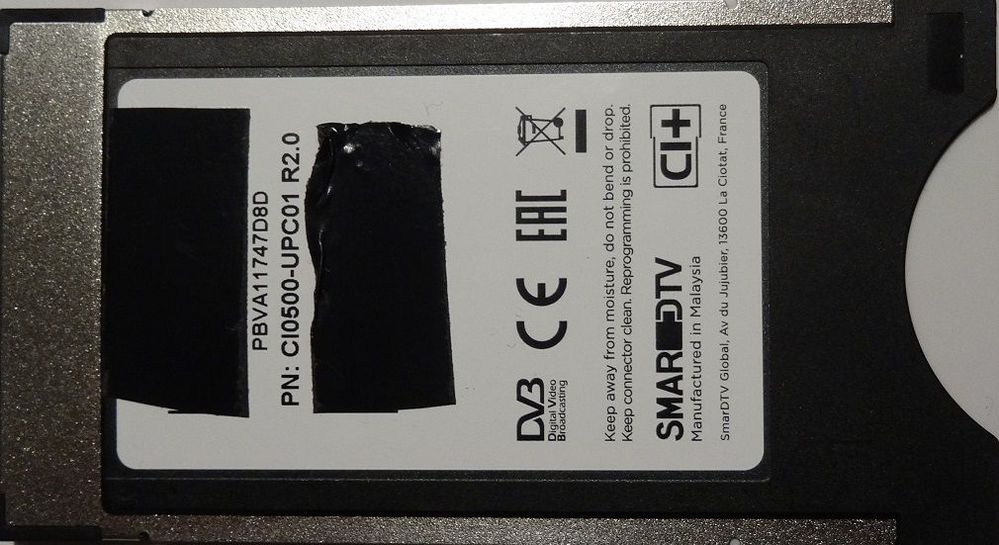 PBVA11747D8D
PN: CI0500-UPC01 R2.0
DVB
Digital Video
Broadcasting
CE
EAC
Keep away from moisture, do not bend or drop.
Keep connector clean. Reprogramming is prohibited.
SMARDTV
CI+
Manufactured in Malaysia
SmarDTV Global, Av du Jujubier, 13600 La Ciotat, France